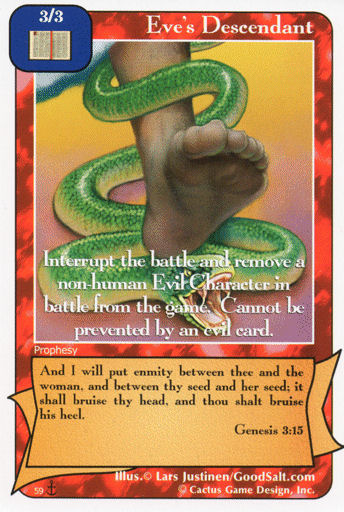 3/3
Eve's Descendant
Interrupt the battle and remove a
non-human Evil Character in
battle from the game. Cannot be
prevented by an evil card.
Prophesy
And I will put enmity between thee and the
woman, and between thy seed and her seed; it
shall bruise thy head, and thou shalt bruise
his heel.
Genesis 3:15
Illus.© Lars Justinen/GoodSalt.com
59
© Cactus Game Design, Inc.